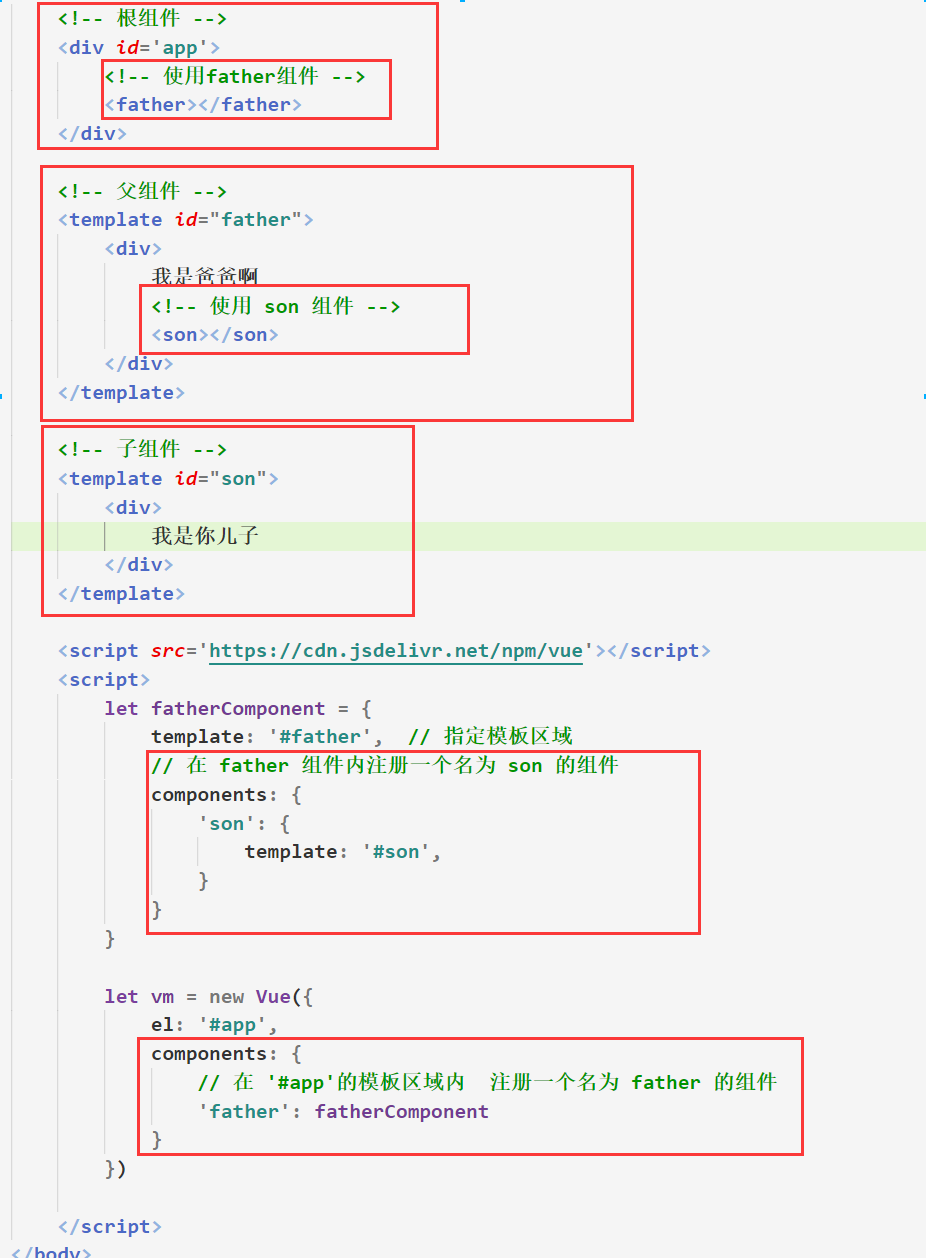 <!-- 根组件 -->
<div id='app'>
<!-- 使用father组件 -->
<father></father>
</div>
<!-- 父组件 -->
<template id="father">
<div>
我是爸爸啊
<!-- 使用 son 组件 -->
<son></son>
</div>
</template>
<!-- 子组件 -->
<template id="son">
<div>
我是你儿子
</div>
</template>
<script src='https://cdn.jsdelivr.net/npm/vue'></script>
<script>
let fatherComponent = {
template: '#father',  // 指定模板区域
// 在 father 组件内注册一个名为 son 的组件
components: {
'son': {
template: '#son',
}
}
}
let vm = new Vue({
el: '#app',
components: {
// 在 '#app'的模板区域内  注册一个名为 father 的组件
'father': fatherComponent
}
})
</script>
</body>